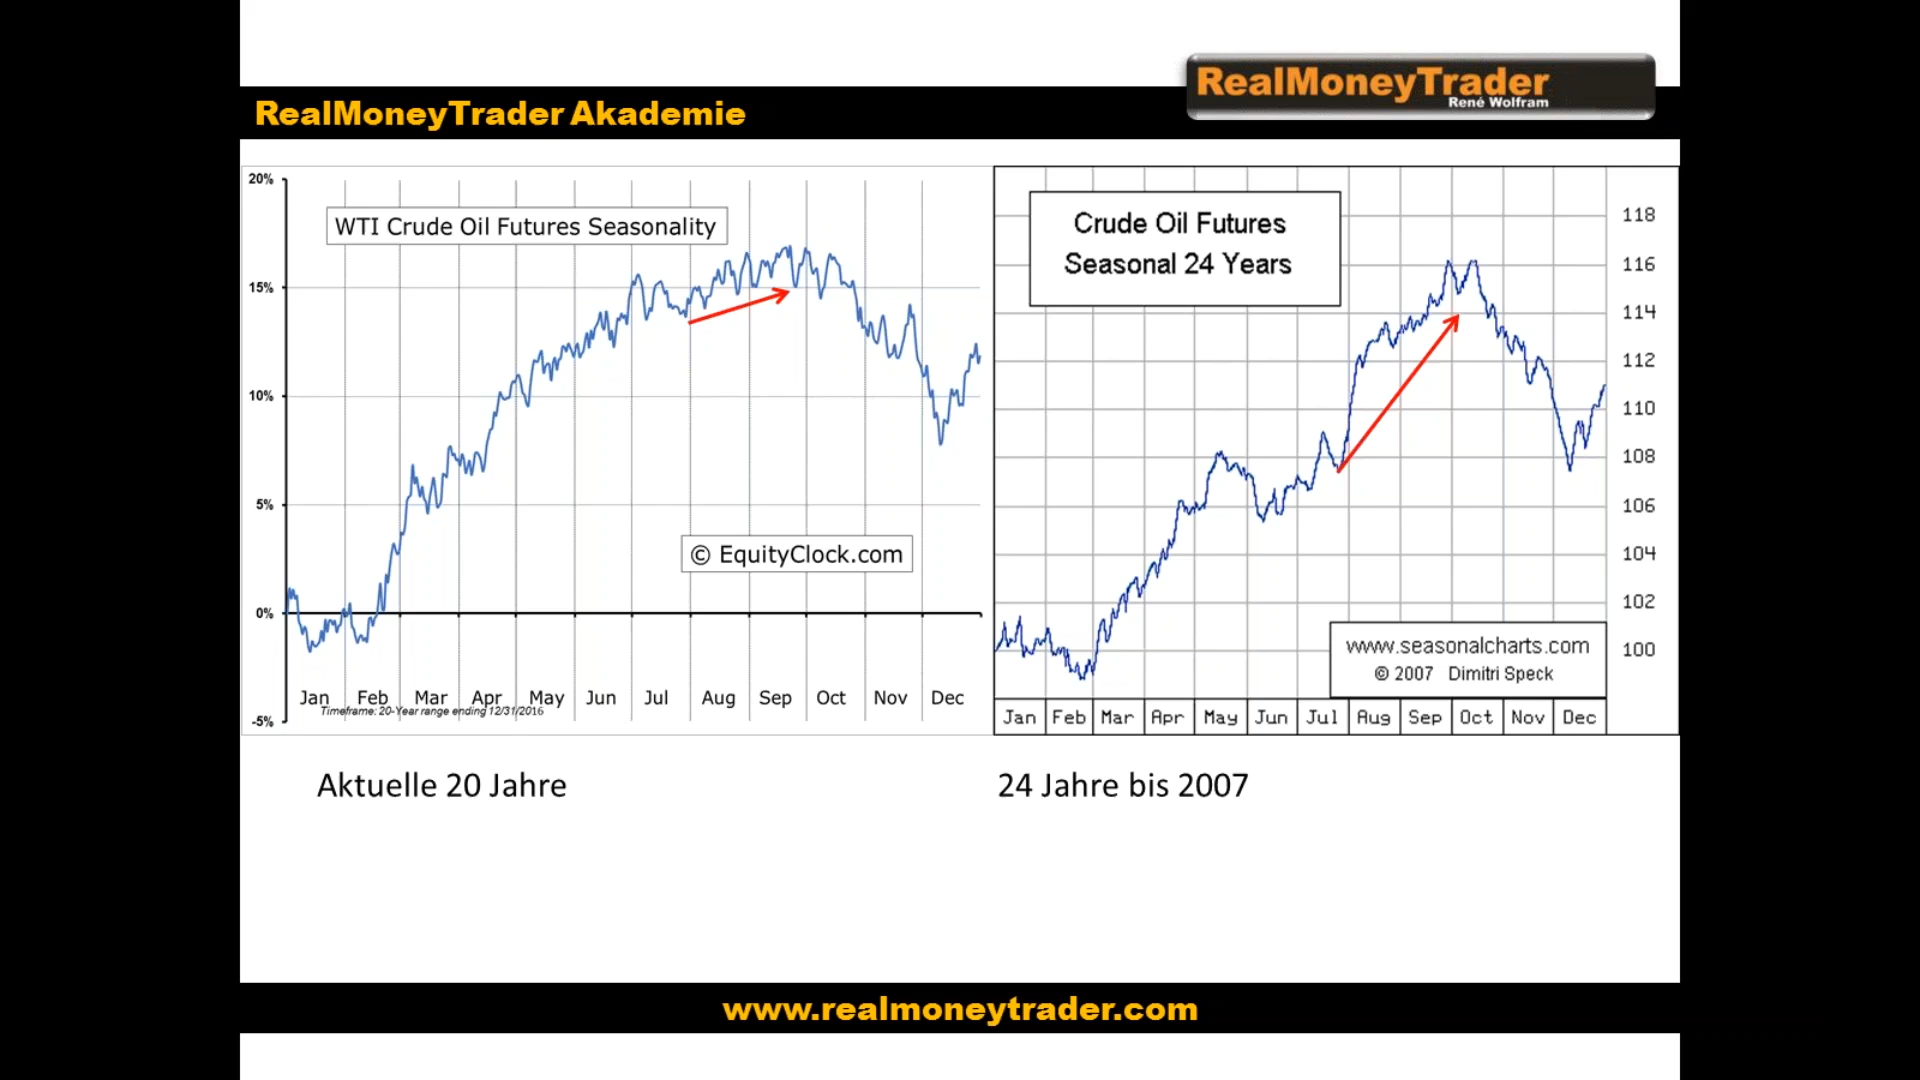 RealMoneyTrader
René Wolfram
RealMoneyTrader Akademie
20%
15%
10%
5%
0%
-5%
WTI Crude Oil Futures Seasonality
© EquityClock.com
Jan Feb Mar Apr May Jun Jul Aug Sep Oct Nov Dec
Timeframe: 20-Year range ending 12/31/2016
Crude Oil Futures
Seasonal 24 Years
118
116
114
112
110
108
106
104
102
100
www.seasonalcharts.com
© 2007 Dimitri Speck
Jan Feb Mar Apr May Jun Jul Aug Sep Oct Nov Dec
Aktuelle 20 Jahre
24 Jahre bis 2007
www.realmoneytrader.com